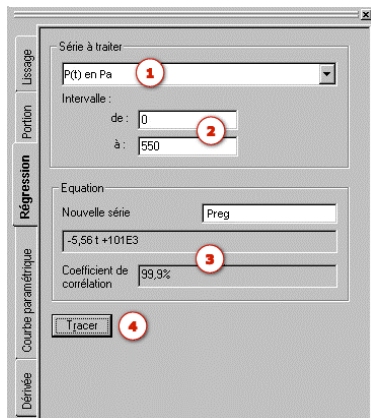 Lissage
Portion
Régression
Courbe paramétrique
Dérivée
Série à traiter
P(t) en Pa
1
Intervalle :
de : 0
2
à : 550
Equation
Nouvelle série Preg
-5,56 t +101E3
3
Coefficient de
corrélation 99,9%
Tracer 4